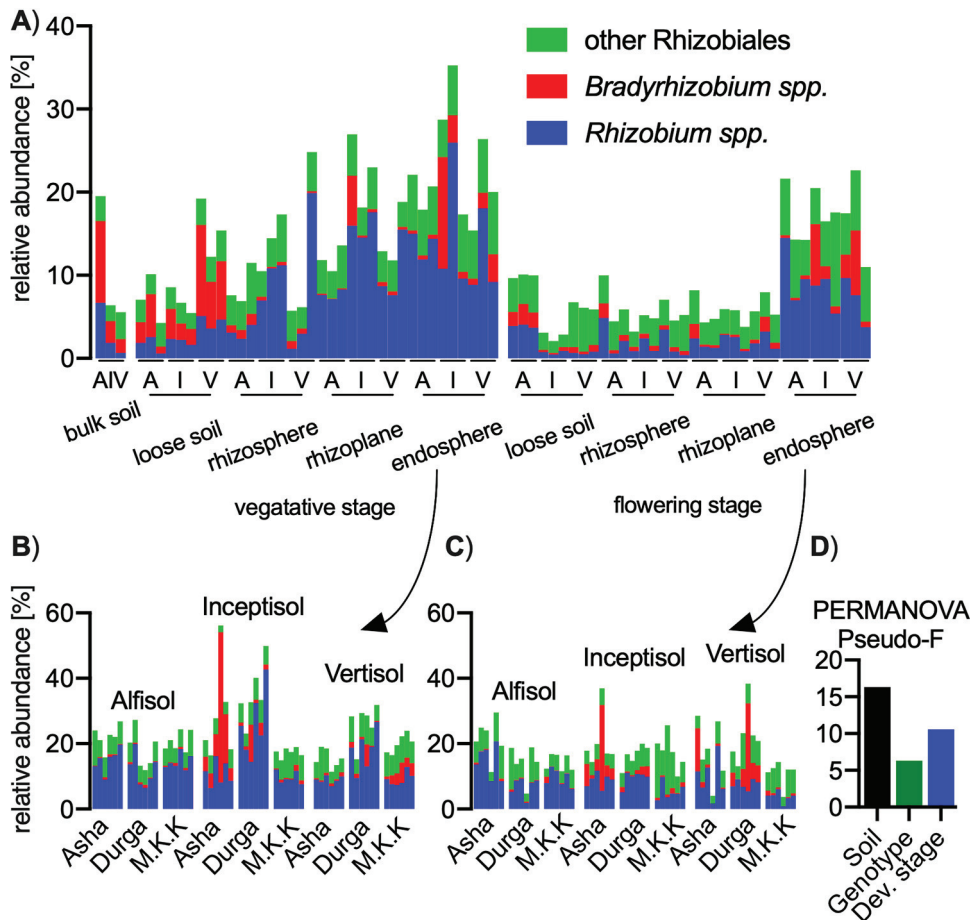 A)
40
30
20
10
0
relative abundance [%]
other Rhizobiales
Bradyrhizobium spp.
Rhizobium spp.
AIV A I V A I V A I V A I V A I V A I V A I V A I V
bulk soil
loose soil
rhizosphere
rhizoplane
endosphere
loose soil
rhizosphere
rhizoplane
endosphere
vegatative stage
flowering stage
B)
60
40
20
0
relative abundance [%]
Inceptisol
Alfisol
Vertisol
Asha
Durga
M.K.K
Asha
Durga
M.K.K
Asha
Durga
M.K.K
C)
60
40
20
0
Alfisol
Inceptisol
Vertisol
Asha
Durga
M.K.K
Asha
Durga
M.K.K
Asha
Durga
M.K.K
D)
PERMANOVA
Pseudo-F
20
15
10
5
0
Soil
Genotype
Dev. stage